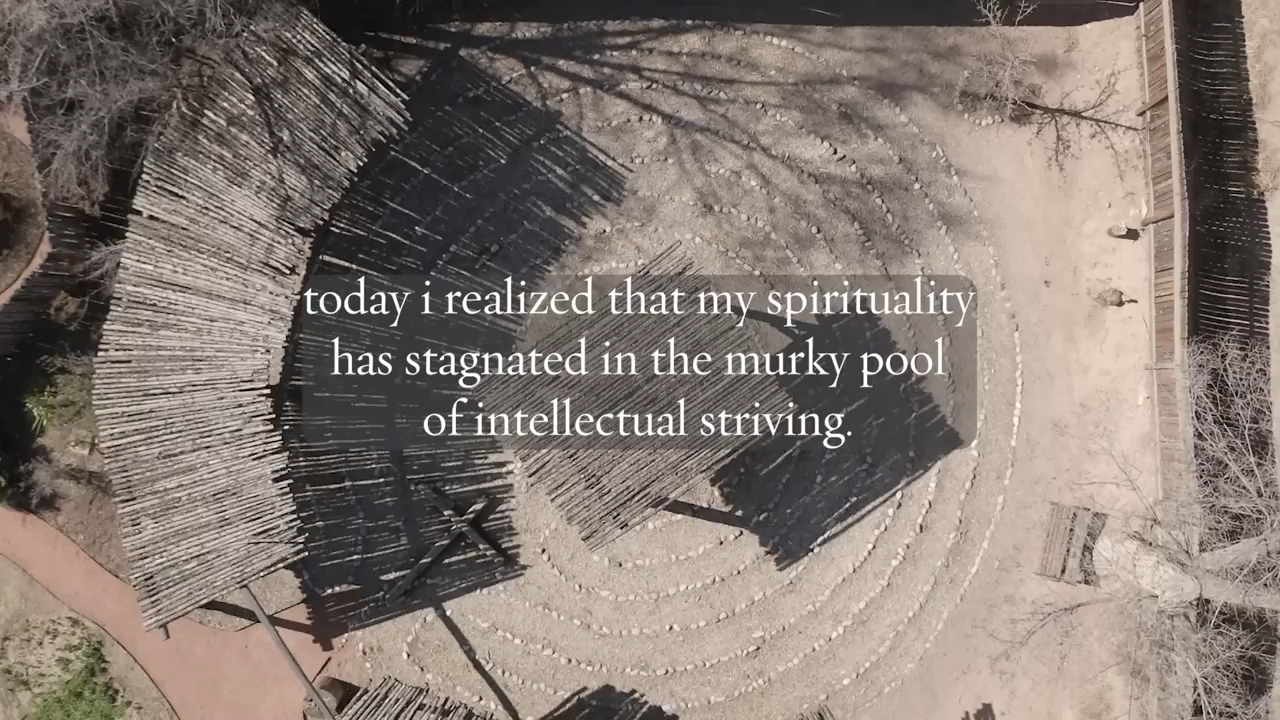 today i realized that my spirituality
has stagnated in the murky pool
of intellectual striving.